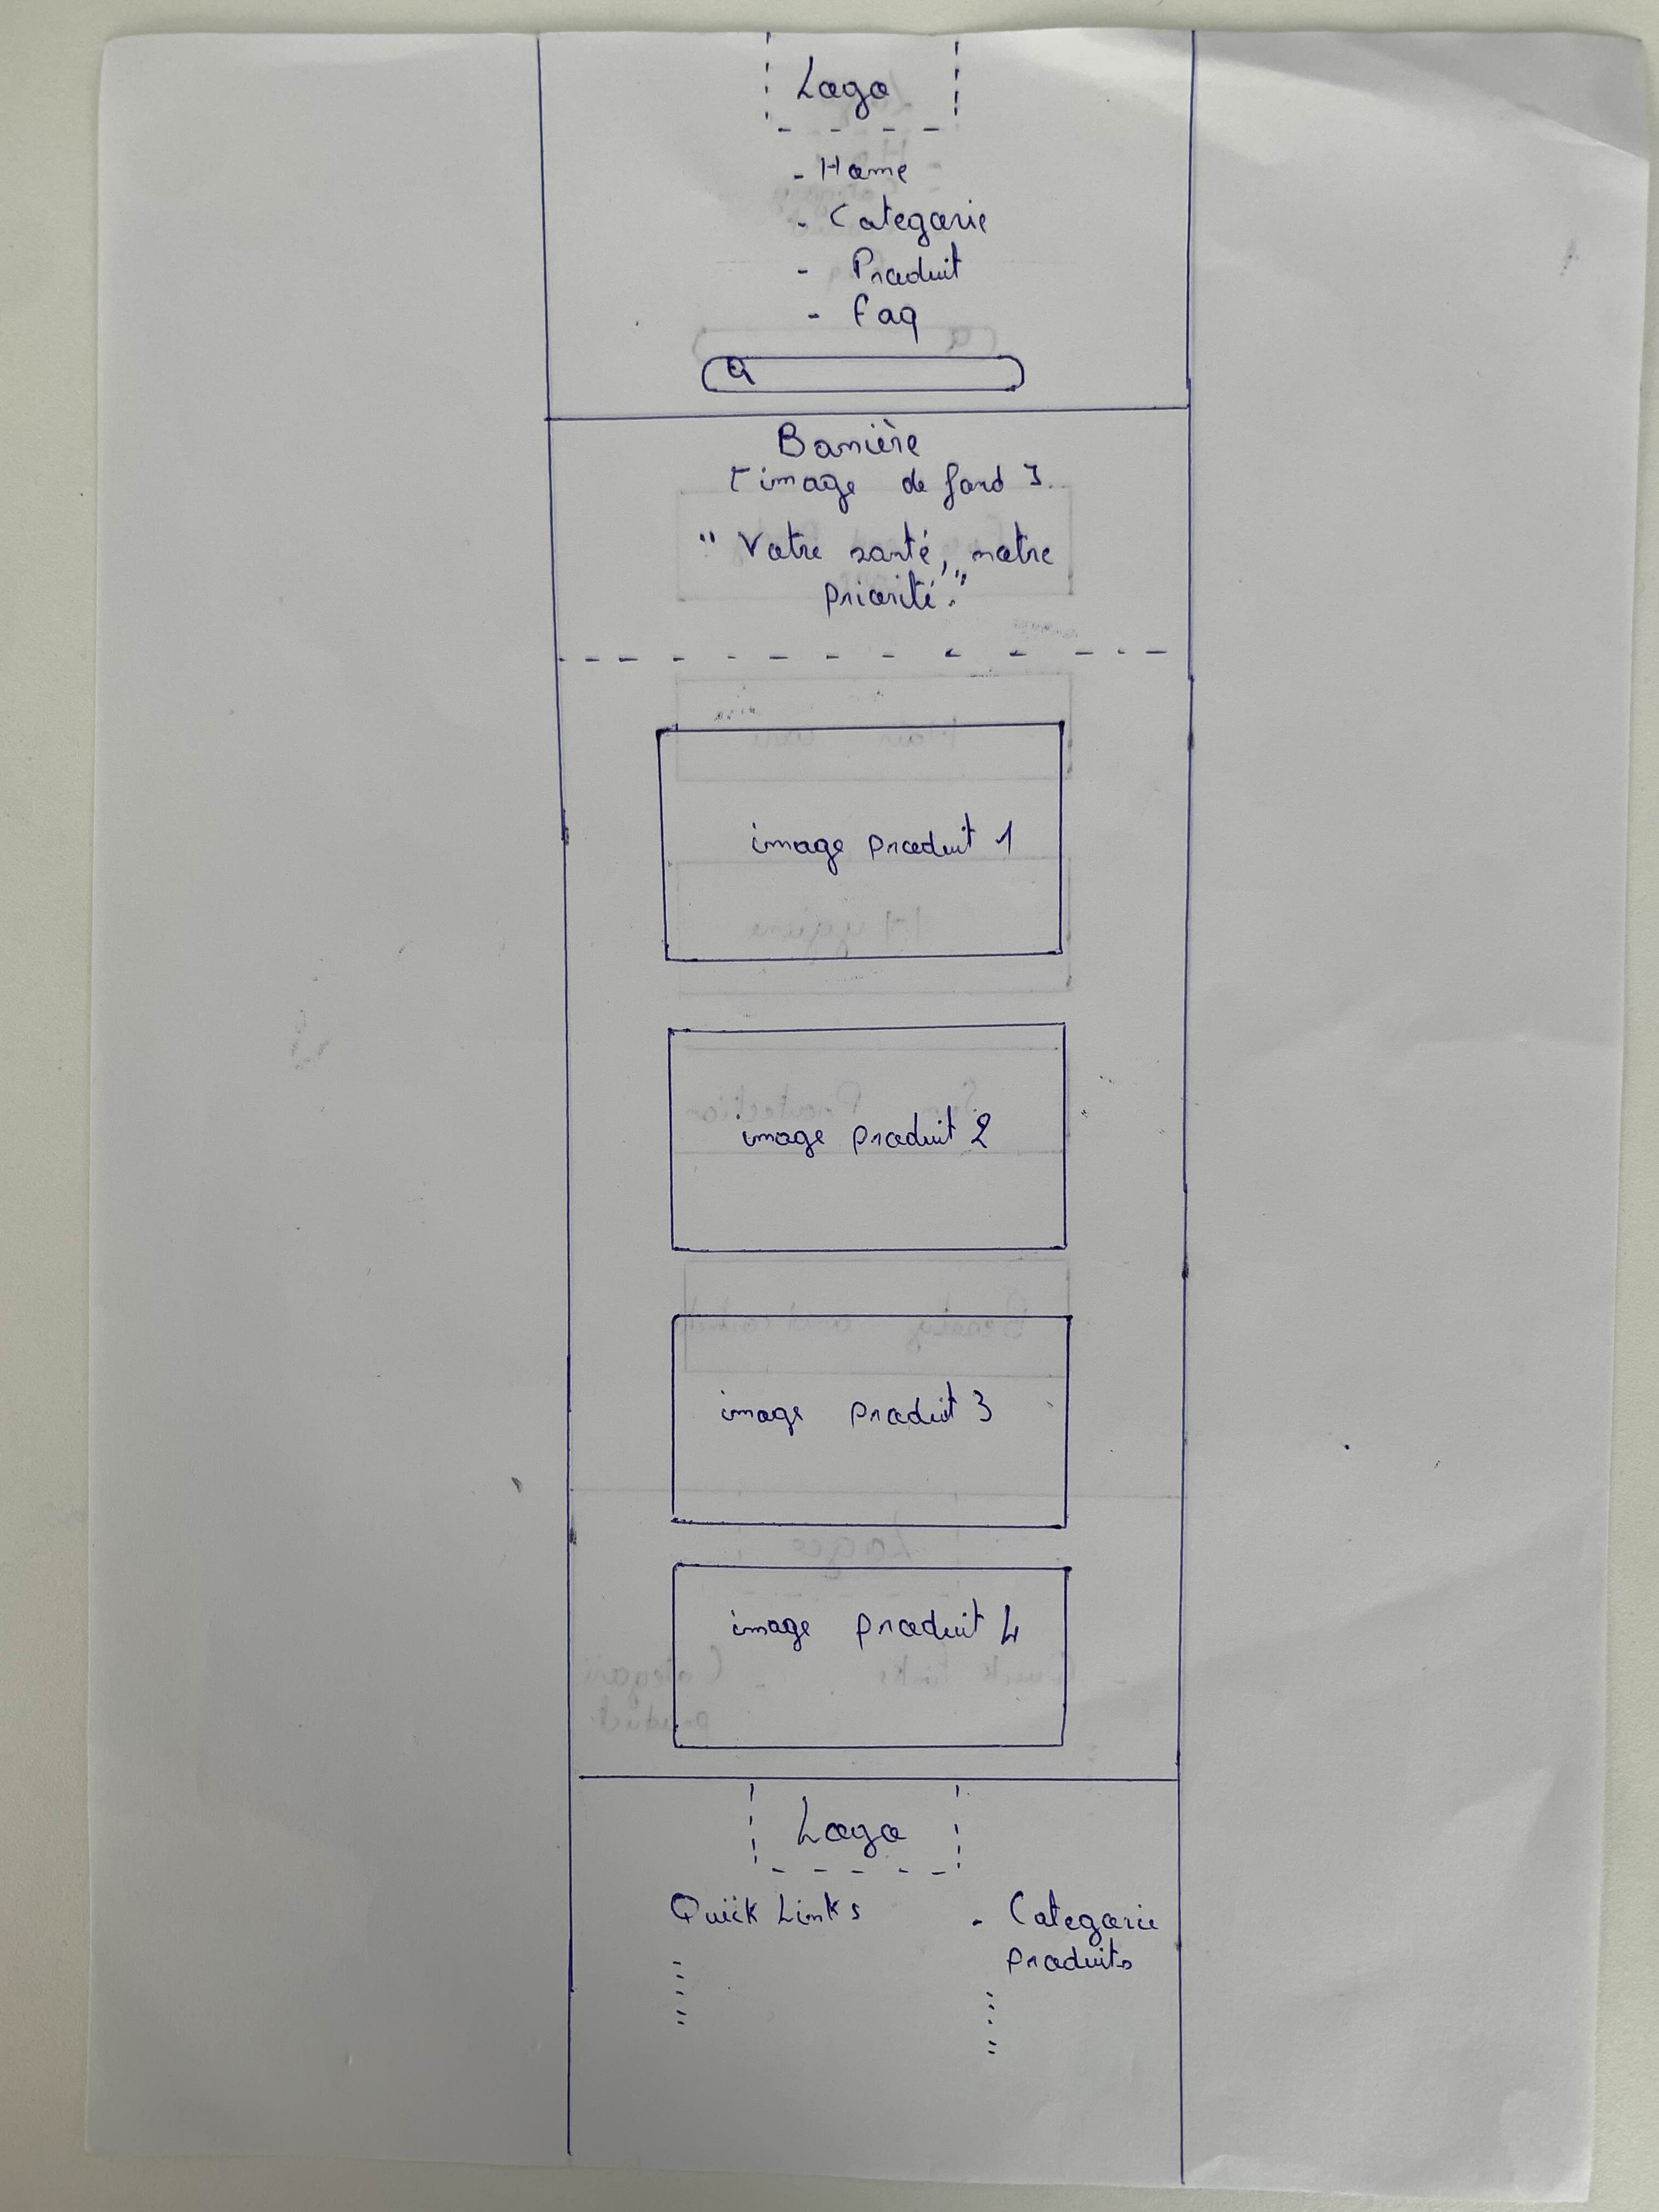 Logo
- Home
- Categorie
- Produit
- Faq
Banière
[image de fond].
" Votre santé, notre
priorité."
image produit 1
image produit 2
image produit 3
image produit 4
Logo
Quick Links
- Categorie
produits